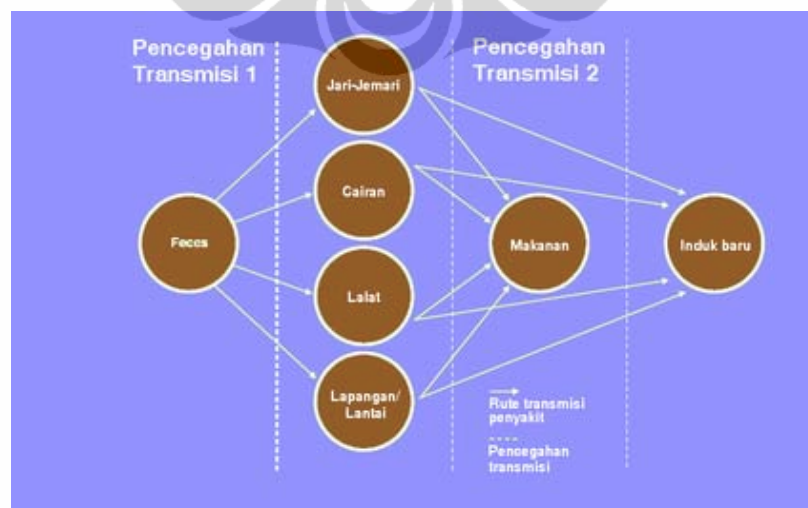 Pencegahan
Transmisi 1
Pencegahan
Transmisi 2
Jari-Jemari
Cairan
Feces
Makanan
Induk baru
Lalat
Lapangan/
Lantai
Rute transmisi
penyakit
Pencegahan
transmisi